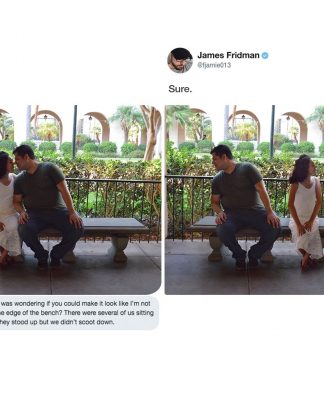 James Fridman
@fjamie013
Sure.
was wondering if you could make it look like I'm not
e edge of the bench? There were several of us sitting
hey stood up but we didn't scoot down.